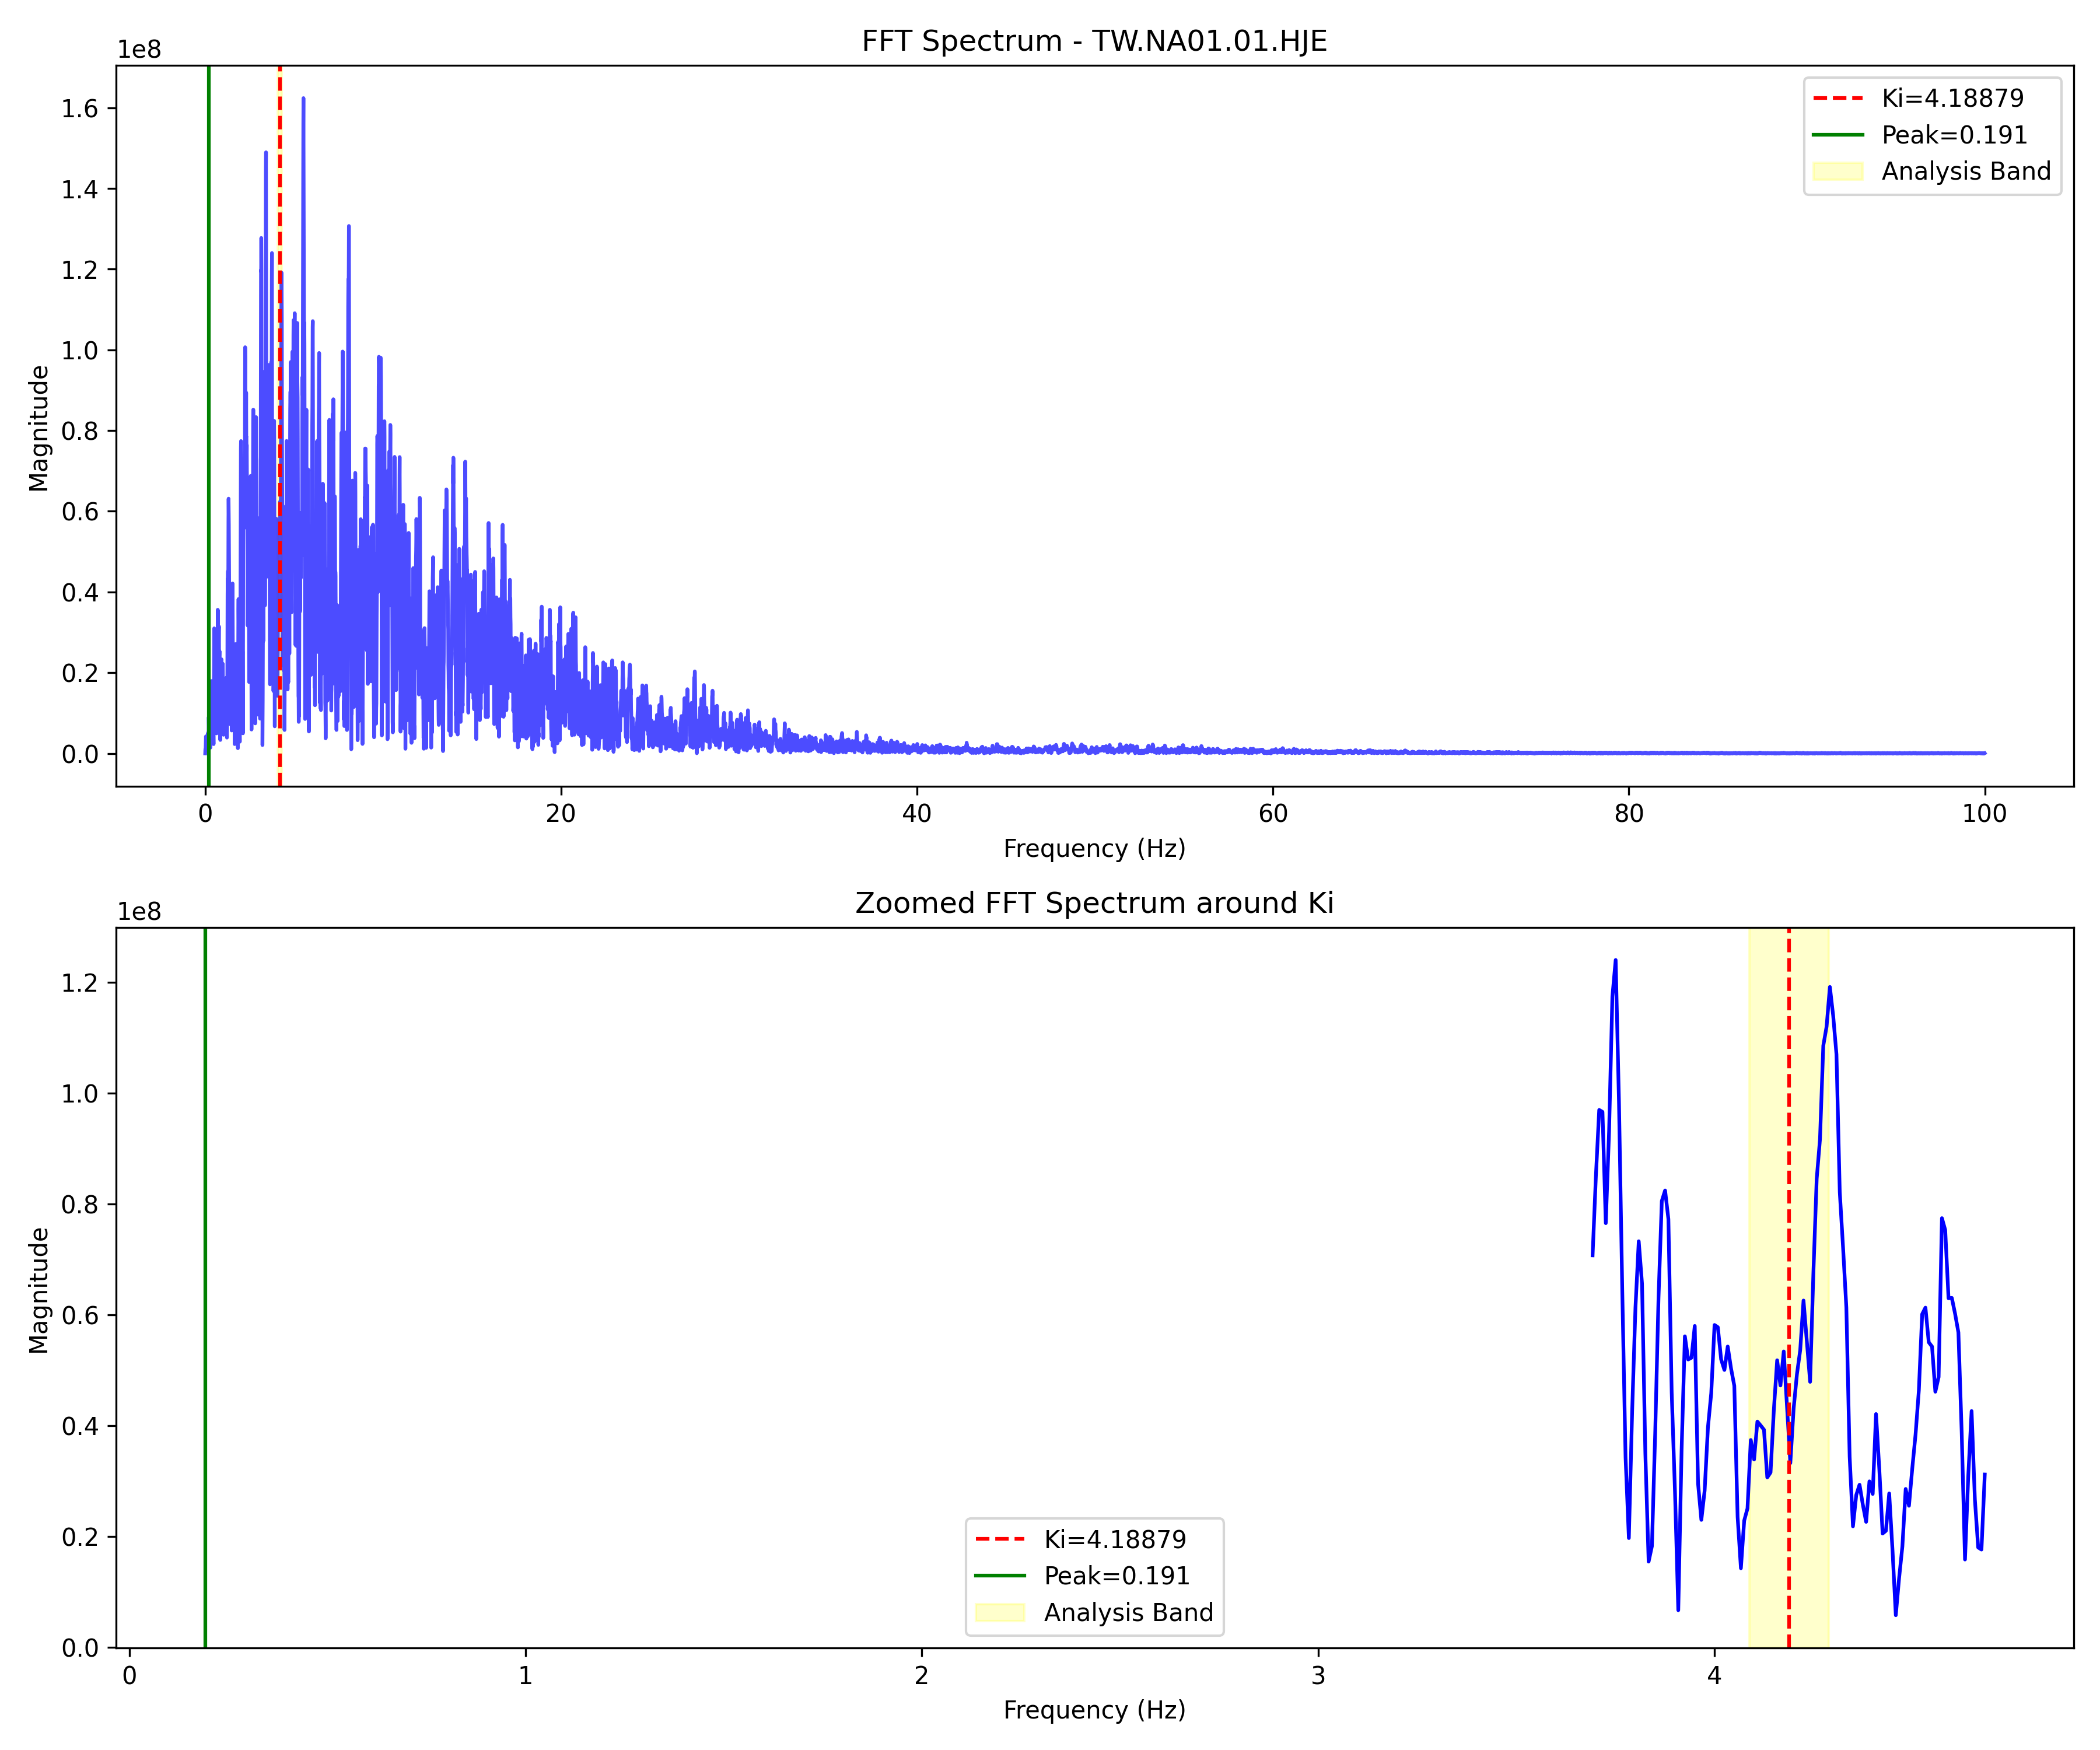 FFT Spectrum - TW.NA01.01.HJE
1e8
1.6
1.4
1.2
1.0
0.8
0.6
0.4
0.2
0.0
Magnitude
Ki=4.18879
Peak=0.191
Analysis Band
0 20 40 60 80 100
Frequency (Hz)
Zoomed FFT Spectrum around Ki
1e8
1.2
1.0
0.8
0.6
0.4
0.2
0.0
Magnitude
Ki=4.18879
Peak=0.191
Analysis Band
0 1 2 3 4
Frequency (Hz)